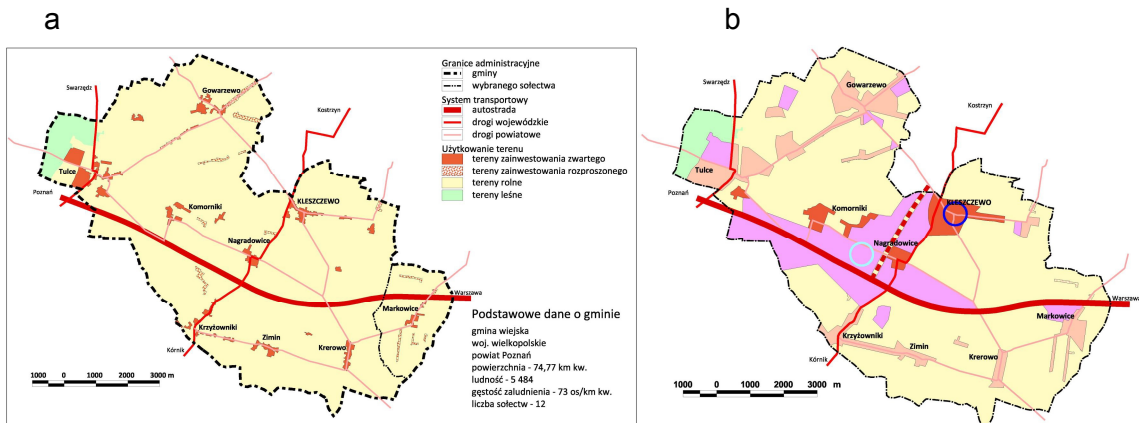 a
b
Swarzędz
Gowarzewo
Kostrzyn
Tulce
Poznań
KLESZCZEWO
Komorniki
Nagradowice
Warszawa
Markowice
Krzyżowniki
Zimin
Krerowo
Kórnik
1000 0 1000 2000 3000 m
Granice administracyjne
gminy
wybranego sołectwa
System transportowy
autostrada
drogi wojewódzkie
drogi powiatowe
Użytkowanie terenu
tereny zainwestowania zwartego
tereny zainwestowania rozproszonego
tereny rolne
tereny leśne
Podstawowe dane o gminie
gmina wiejska
woj. wielkopolskie
powiat Poznań
powierzchnia - 74,77 km kw.
ludność - 5 484
gęstość zaludnienia - 73 os/km kw.
liczba sołectw - 12
Swarzędz
Gowarzewo
Kostrzyn
Tulce
Poznań
KLESZCZEWO
Komorniki
Nagradowice
Warszawa
Markowice
Krzyżowniki
Zimin
Krerowo
Kórnik
1000 0 1000 2000 3000 m